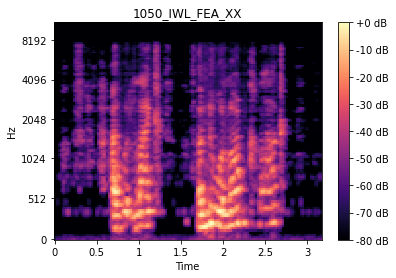 1050_IWL_FEA_XX
+0 dB
8192
-10 dB
4096
-20 dB
-30 dB
2048
-40 dB
Hz
1024
-50 dB
512
-60 dB
-70 dB
0
-80 dB
0 0.5 1 1.5 2 2.5 3
Time